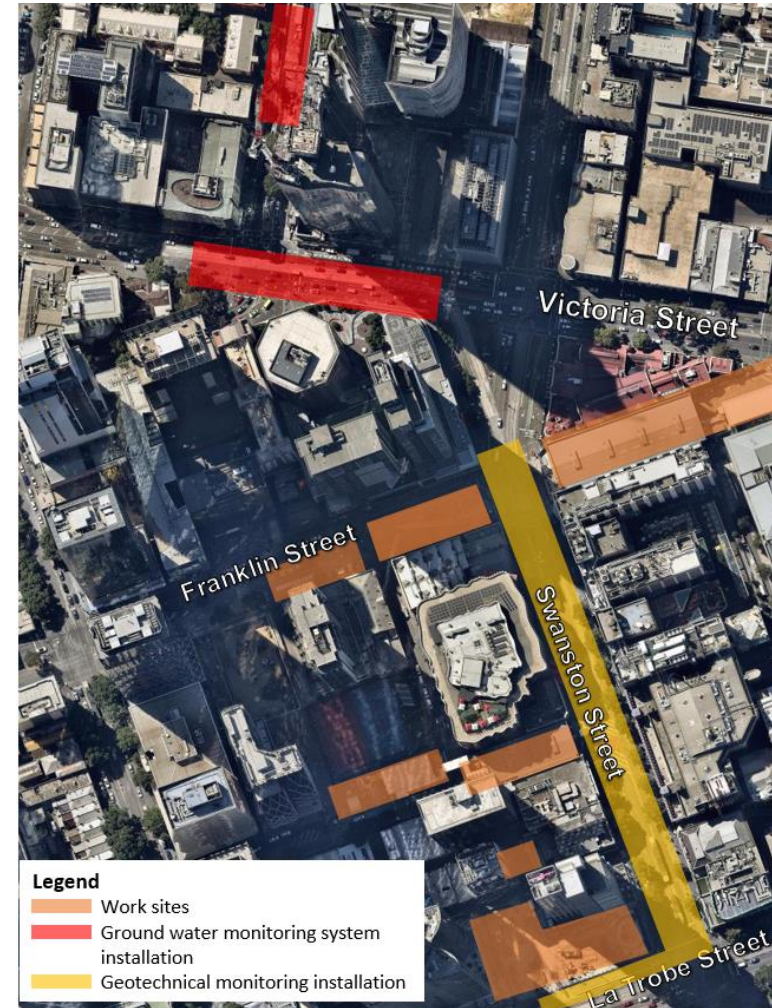 Victoria Street
Franklin Street
Swanston Street
La Trobe Street
Legend
Work sites
Ground water monitoring system
installation
Geotechnical monitoring installation